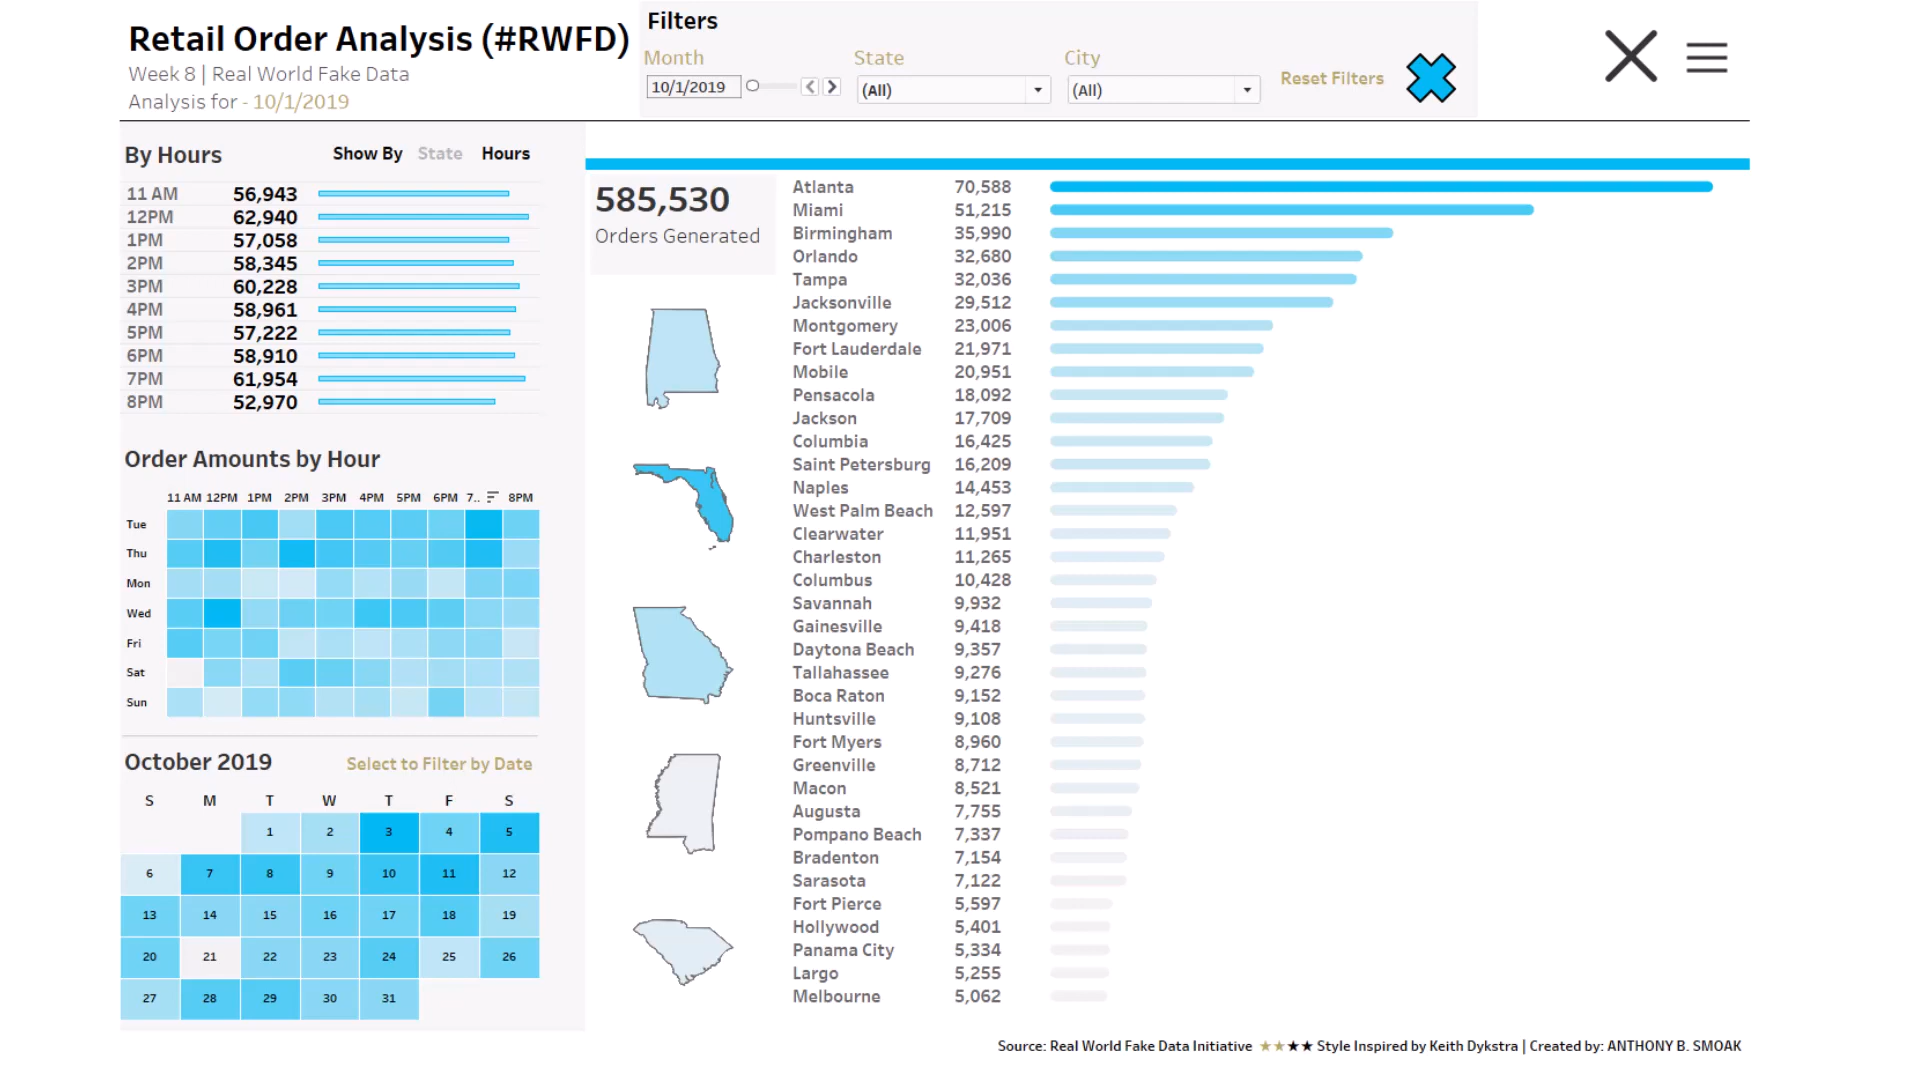 Retail Order Analysis (#RWFD)
Week 8 | Real World Fake Data
Analysis for - 10/1/2019
Filters
Month
State
City
10/1/2019
(All)
(All)
Reset Filters
By Hours
Show By State Hours
11 AM 56,943
12PM 62,940
1PM 57,058
2PM 58,345
3PM 60,228
4PM 58,961
5PM 57,222
6PM 58,910
7PM 61,954
8PM 52,970
Order Amounts by Hour
11 AM 12PM 1PM 2PM 3PM 4PM 5PM 6PM 7.. 8PM
Tue
Thu
Mon
Wed
Fri
Sat
Sun
October 2019
Select to Filter by Date
S M T W T F S
1 2 3 4 5
6 7 8 9 10 11 12
13 14 15 16 17 18 19
20 21 22 23 24 25 26
27 28 29 30 31
585,530
Orders Generated
Atlanta 70,588
Miami 51,215
Birmingham 35,990
Orlando 32,680
Tampa 32,036
Jacksonville 29,512
Montgomery 23,006
Fort Lauderdale 21,971
Mobile 20,951
Pensacola 18,092
Jackson 17,709
Columbia 16,425
Saint Petersburg 16,209
Naples 14,453
West Palm Beach 12,597
Clearwater 11,951
Charleston 11,265
Columbus 10,428
Savannah 9,932
Gainesville 9,418
Daytona Beach 9,357
Tallahassee 9,276
Boca Raton 9,152
Huntsville 9,108
Fort Myers 8,960
Greenville 8,712
Macon 8,521
Augusta 7,755
Pompano Beach 7,337
Bradenton 7,154
Sarasota 7,122
Fort Pierce 5,597
Hollywood 5,401
Panama City 5,334
Largo 5,255
Melbourne 5,062
Source: Real World Fake Data Initiative ★★★★ Style Inspired by Keith Dykstra | Created by: ANTHONY B. SMOAK